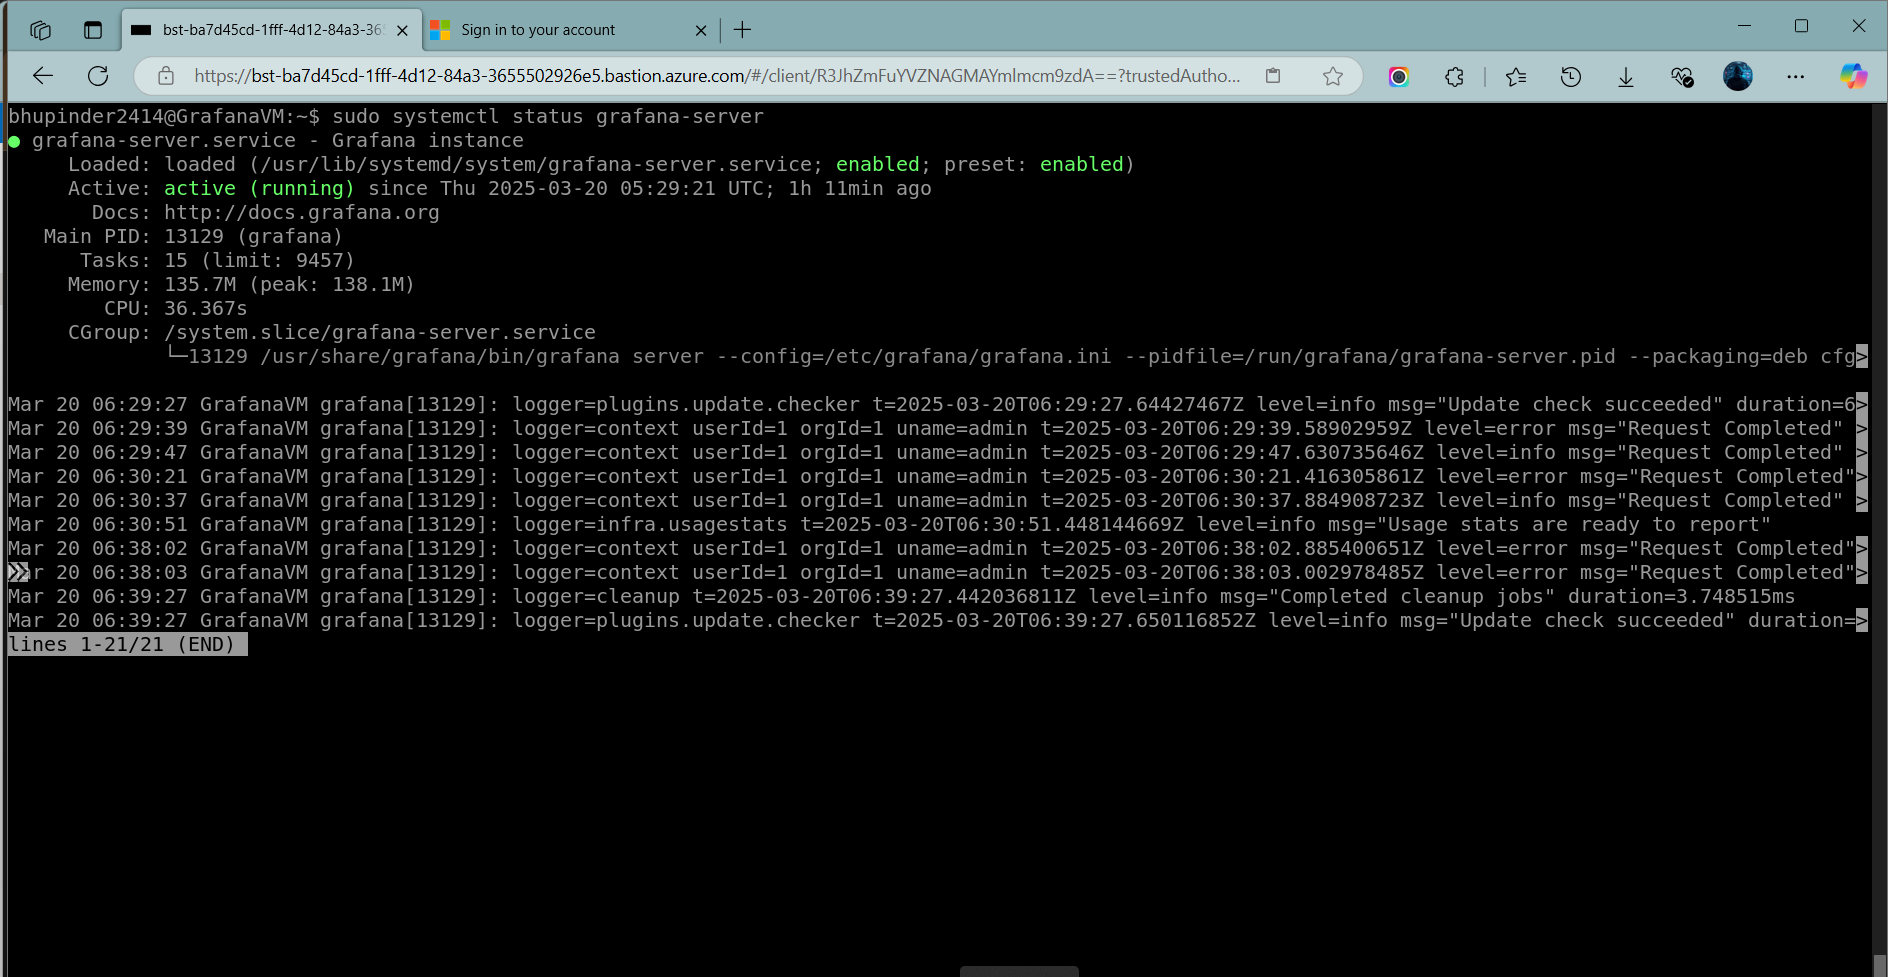 bst-ba7d45cd-1fff-4d12-84a3-36
Sign in to your account
https://bst-ba7d45cd-1fff-4d12-84a3-3655502926e5.bastion.azure.com/#/client/R3JhZmFuYVZNAGMAYmlmcm9zdA==?trustedAutho...
bhupinder2414@GrafanaVM:~$ sudo systemctl status grafana-server
● grafana-server.service - Grafana instance
Loaded: loaded (/usr/lib/systemd/system/grafana-server.service; enabled; preset: enabled)
Active: active (running) since Thu 2025-03-20 05:29:21 UTC; 1h 11min ago
Docs: http://docs.grafana.org
Main PID: 13129 (grafana)
Tasks: 15 (limit: 9457)
Memory: 135.7M (peak: 138.1M)
CPU: 36.367s
CGroup: /system.slice/grafana-server.service
└─13129 /usr/share/grafana/bin/grafana server --config=/etc/grafana/grafana.ini --pidfile=/run/grafana/grafana-server.pid --packaging=deb cfg>
Mar 20 06:29:27 GrafanaVM grafana[13129]: logger=plugins.update.checker t=2025-03-20T06:29:27.64427467Z level=info msg="Update check succeeded" duration=6>
Mar 20 06:29:39 GrafanaVM grafana[13129]: logger=context userId=1 orgId=1 uname=admin t=2025-03-20T06:29:39.58902959Z level=error msg="Request Completed" >
Mar 20 06:29:47 GrafanaVM grafana[13129]: logger=context userId=1 orgId=1 uname=admin t=2025-03-20T06:29:47.630735646Z level=info msg="Request Completed" >
Mar 20 06:30:21 GrafanaVM grafana[13129]: logger=context userId=1 orgId=1 uname=admin t=2025-03-20T06:30:21.416305861Z level=error msg="Request Completed">
Mar 20 06:30:37 GrafanaVM grafana[13129]: logger=context userId=1 orgId=1 uname=admin t=2025-03-20T06:30:37.884908723Z level=info msg="Request Completed" >
Mar 20 06:30:51 GrafanaVM grafana[13129]: logger=infra.usagestats t=2025-03-20T06:30:51.448144669Z level=info msg="Usage stats are ready to report"
Mar 20 06:38:02 GrafanaVM grafana[13129]: logger=context userId=1 orgId=1 uname=admin t=2025-03-20T06:38:02.885400651Z level=error msg="Request Completed">
ar 20 06:38:03 GrafanaVM grafana[13129]: logger=context userId=1 orgId=1 uname=admin t=2025-03-20T06:38:03.002978485Z level=error msg="Request Completed">
Mar 20 06:39:27 GrafanaVM grafana[13129]: logger=cleanup t=2025-03-20T06:39:27.442036811Z level=info msg="Completed cleanup jobs" duration=3.748515ms
Mar 20 06:39:27 GrafanaVM grafana[13129]: logger=plugins.update.checker t=2025-03-20T06:39:27.650116852Z level=info msg="Update check succeeded" duration=>
lines 1-21/21 (END)